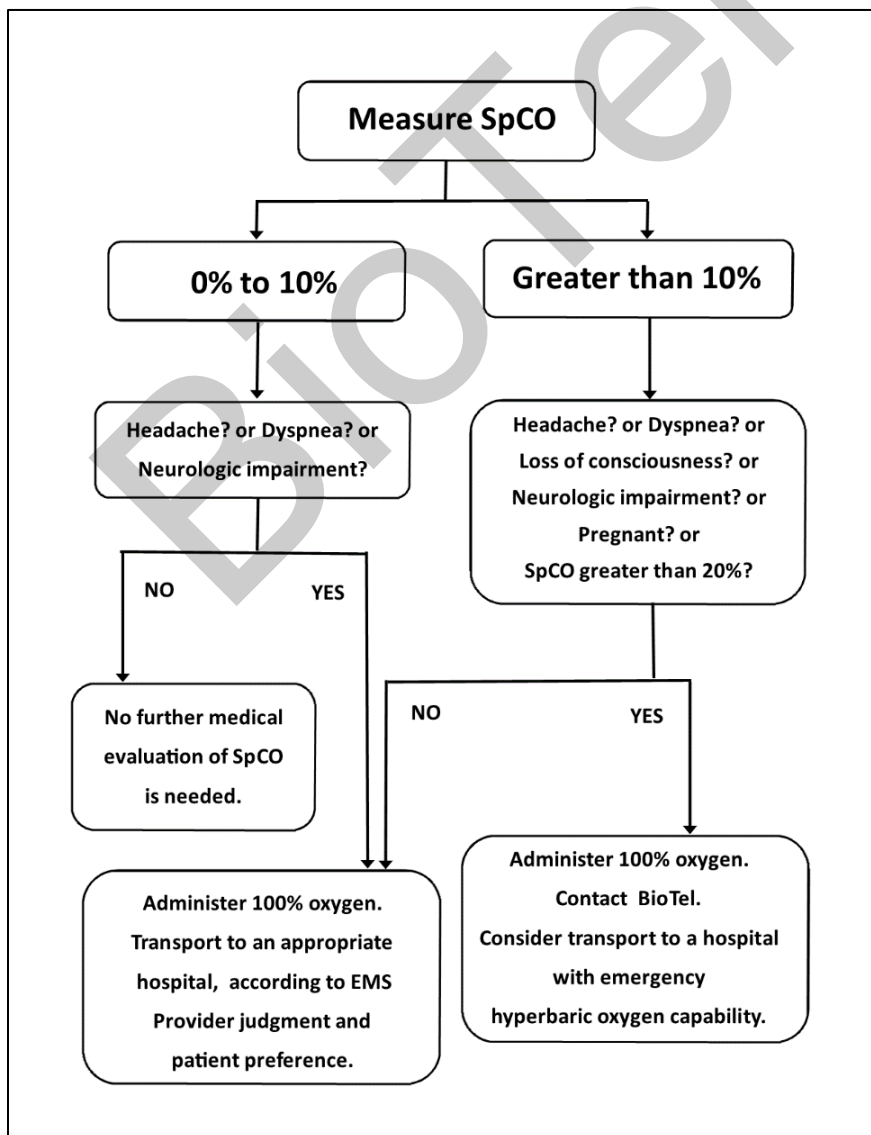 Measure SpCO
0% to 10%
Greater than 10%
Headache? or Dyspnea? or
Neurologic impairment?
Headache? or Dyspnea? or
Loss of consciousness? or
Neurologic impairment? or
Pregnant? or
SpCO greater than 20%?
NO
YES
No further medical
evaluation of SpCO
is needed.
NO
YES
Administer 100% oxygen.
Transport to an appropriate
hospital, according to EMS
Provider judgment and
patient preference.
Administer 100% oxygen.
Contact BioTel.
Consider transport to a hospital
with emergency
hyperbaric oxygen capability.
BioTel